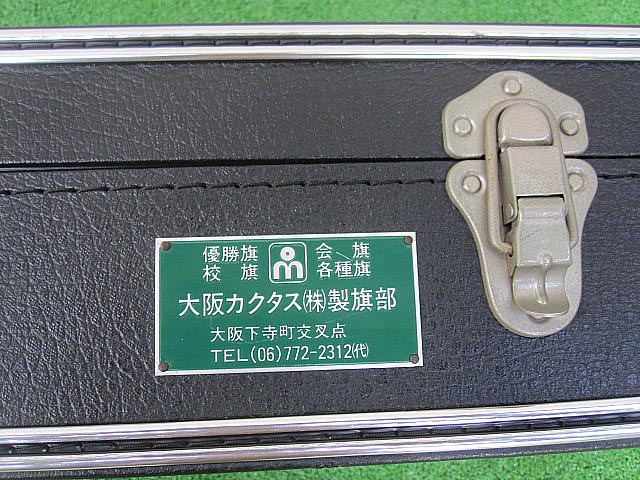 優勝旗 会旗
校旗 各種旗
大阪カクタス㈱製旗部
大阪下寺町交叉点
TEL(06)772-2312㈹